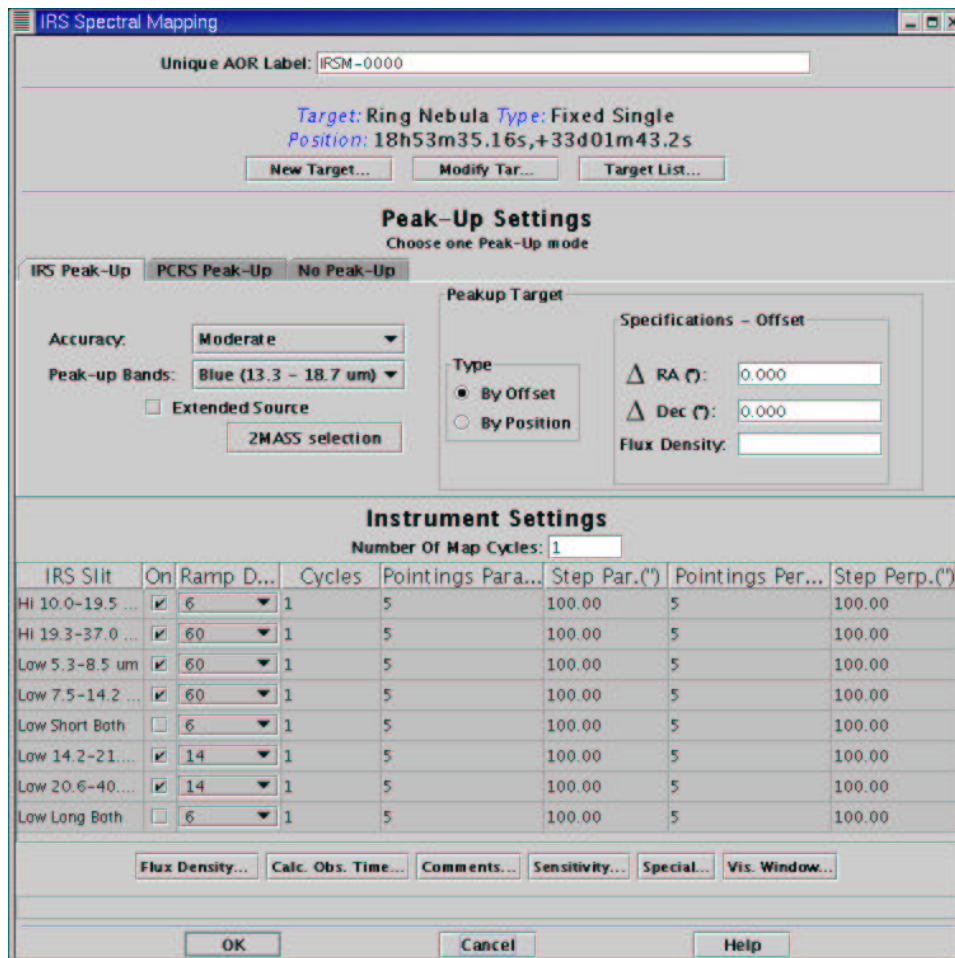 IRS Spectral Mapping
Unique AOR Label: IRSM-0000
Target: Ring Nebula Type: Fixed Single
Position: 18h53m35.16s,+33d01m43.2s
New Target... Modify Tar... Target List...
Peak-Up Settings
Choose one Peak-Up mode
IRS Peak-Up PCRS Peak-Up No Peak-Up
Accuracy: Moderate
Peak-up Bands: Blue (13.3 - 18.7 um)
Extended Source
2MASS selection
Peakup Target
Type
By Offset
By Position
Specifications - Offset
Δ RA ("): 0.000
Δ Dec ("): 0.000
Flux Density:
Instrument Settings
Number Of Map Cycles: 1
IRS Slit On Ramp D... Cycles Pointings Para... Step Par.(") Pointings Per... Step Perp.(")
Hi 10.0-19.5 ... 6 1 5 100.00 5 100.00
Hi 19.3-37.0 ... 60 1 5 100.00 5 100.00
Low 5.3-8.5 um 60 1 5 100.00 5 100.00
Low 7.5-14.2 ... 60 1 5 100.00 5 100.00
Low Short Both 6 1 5 100.00 5 100.00
Low 14.2-21.... 14 1 5 100.00 5 100.00
Low 20.6-40.... 14 1 5 100.00 5 100.00
Low Long Both 6 1 5 100.00 5 100.00
Flux Density... Calc. Obs. Time... Comments... Sensitivity... Special... Vis. Window...
OK Cancel Help